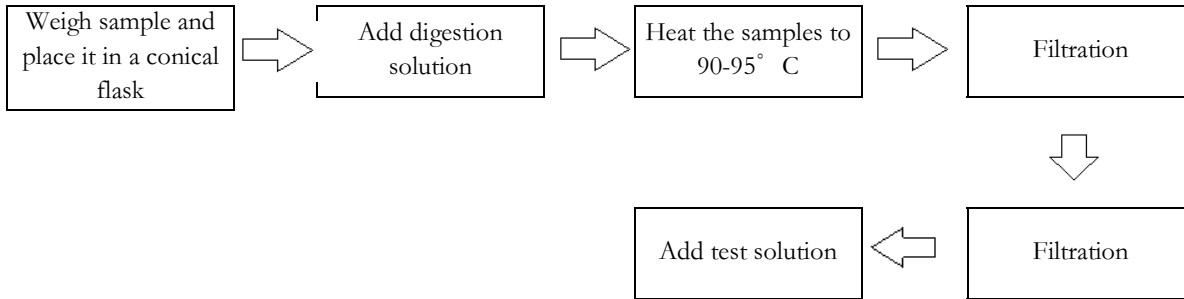 Weigh sample and
place it in a conical
flask
Add digestion
solution
Heat the samples to
90-95° C
Filtration
Filtration
Add test solution